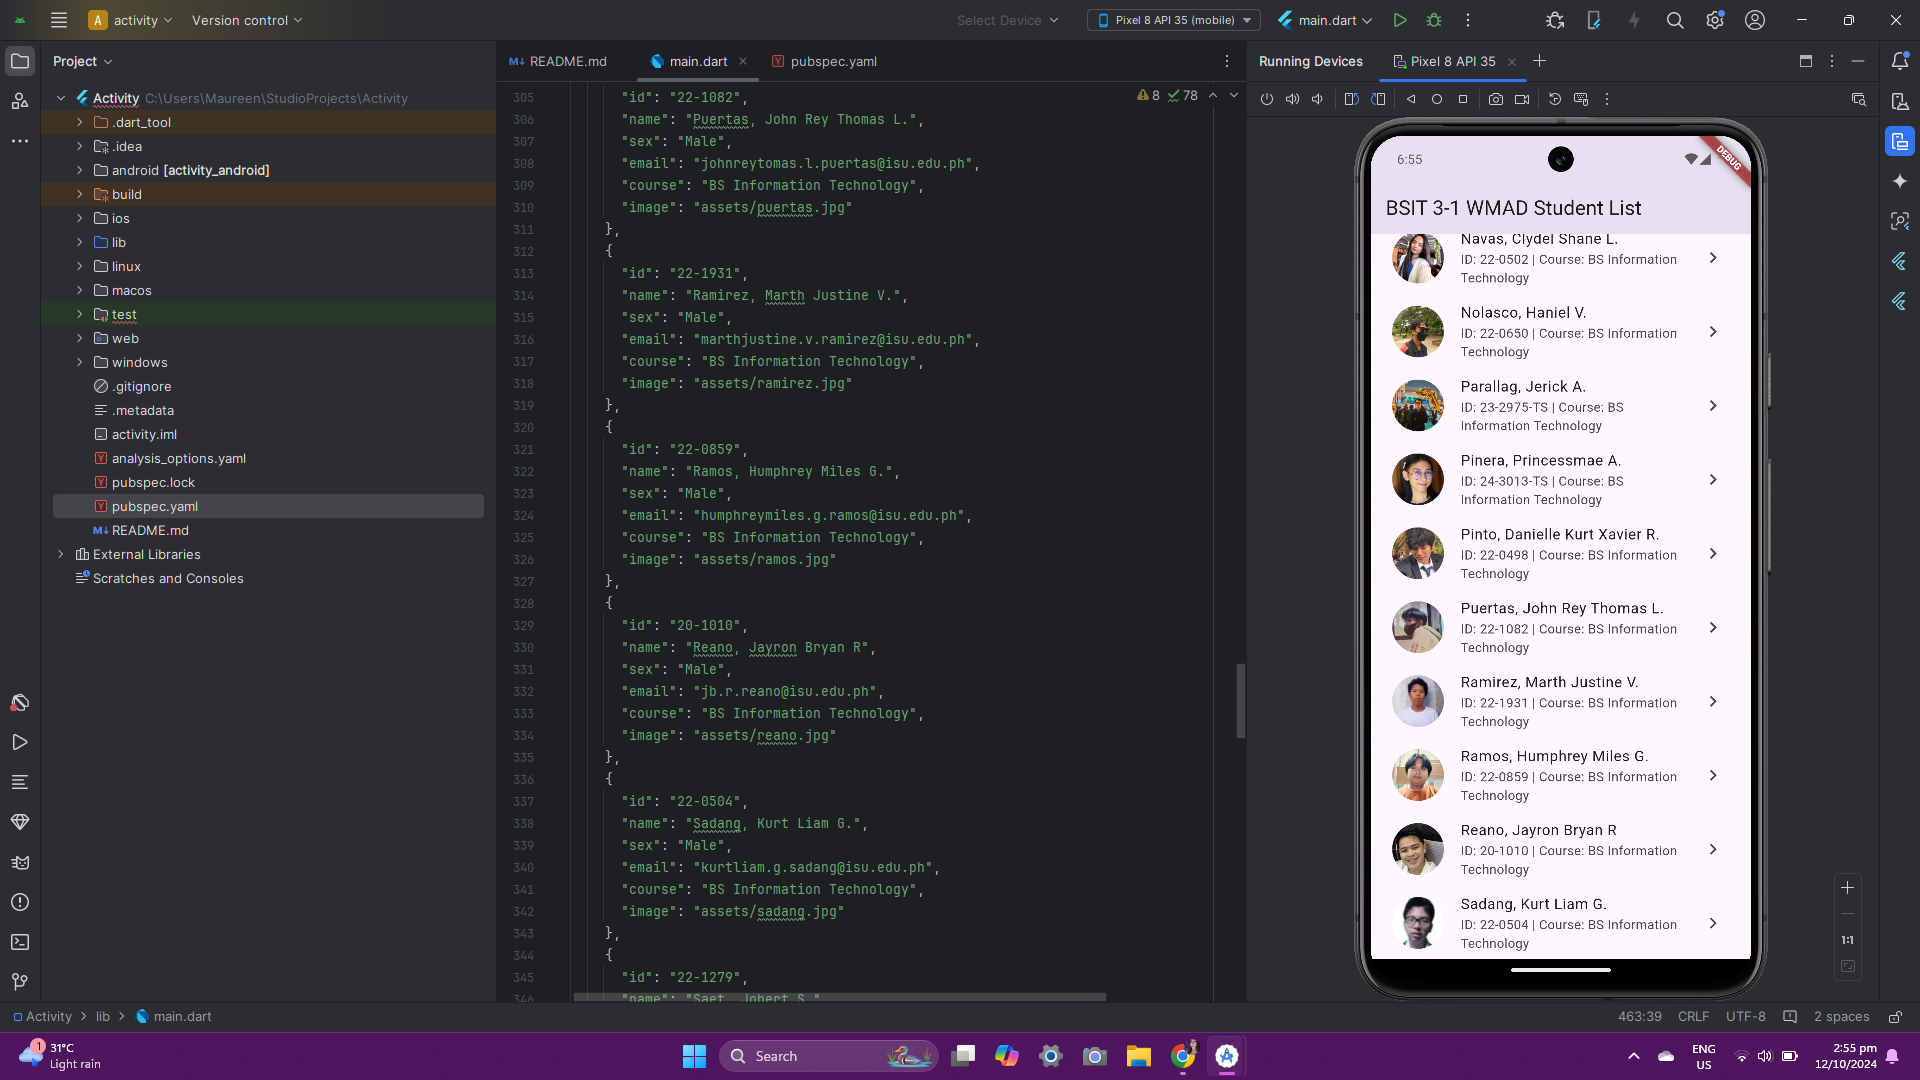 A activity Version control
Select Device Pixel 8 API 35 (mobile) main.dart
Project
Activity C:\Users\Maureen\StudioProjects\Activity
.dart_tool
.idea
android [activity_android]
build
ios
lib
linux
macos
test
web
windows
.gitignore
.metadata
activity.iml
analysis_options.yaml
pubspec.lock
pubspec.yaml
README.md
External Libraries
Scratches and Consoles
README.md main.dart pubspec.yaml
8 78
305 "id": "22-1082",
306 "name": "Puertas, John Rey Thomas L.",
307 "sex": "Male",
308 "email": "johnreytomas.l.puertas@isu.edu.ph",
309 "course": "BS Information Technology",
310 "image": "assets/puertas.jpg"
311 },
312 {
313 "id": "22-1931",
314 "name": "Ramirez, Marth Justine V.",
315 "sex": "Male",
316 "email": "marthjustine.v.ramirez@isu.edu.ph",
317 "course": "BS Information Technology",
318 "image": "assets/ramirez.jpg"
319 },
320 {
321 "id": "22-0859",
322 "name": "Ramos, Humphrey Miles G.",
323 "sex": "Male",
324 "email": "humphreymiles.g.ramos@isu.edu.ph",
325 "course": "BS Information Technology",
326 "image": "assets/ramos.jpg"
327 },
328 {
329 "id": "20-1010",
330 "name": "Reano, Jayron Bryan R",
331 "sex": "Male",
332 "email": "jb.r.reano@isu.edu.ph",
333 "course": "BS Information Technology",
334 "image": "assets/reano.jpg"
335 },
336 {
337 "id": "22-0504",
338 "name": "Sadang, Kurt Liam G.",
339 "sex": "Male",
340 "email": "kurtliam.g.sadang@isu.edu.ph",
341 "course": "BS Information Technology",
342 "image": "assets/sadang.jpg"
343 },
344 {
345 "id": "22-1279",
346 "name": "Saet, Jobert S."
Running Devices Pixel 8 API 35
6:55
DEBUG
BSIT 3-1 WMAD Student List
Navas, Clydel Shane L.
ID: 22-0502 | Course: BS Information
Technology
Nolasco, Haniel V.
ID: 22-0650 | Course: BS Information
Technology
Parallag, Jerick A.
ID: 23-2975-TS | Course: BS
Information Technology
Pinera, Princessmae A.
ID: 24-3013-TS | Course: BS
Information Technology
Pinto, Danielle Kurt Xavier R.
ID: 22-0498 | Course: BS Information
Technology
Puertas, John Rey Thomas L.
ID: 22-1082 | Course: BS Information
Technology
Ramirez, Marth Justine V.
ID: 22-1931 | Course: BS Information
Technology
Ramos, Humphrey Miles G.
ID: 22-0859 | Course: BS Information
Technology
Reano, Jayron Bryan R
ID: 20-1010 | Course: BS Information
Technology
Sadang, Kurt Liam G.
ID: 22-0504 | Course: BS Information
Technology
1:1
Activity > lib > main.dart
463:39 CRLF UTF-8 2 spaces
1
31°C
Light rain
Search
ENG
US
2:55 pm
12/10/2024